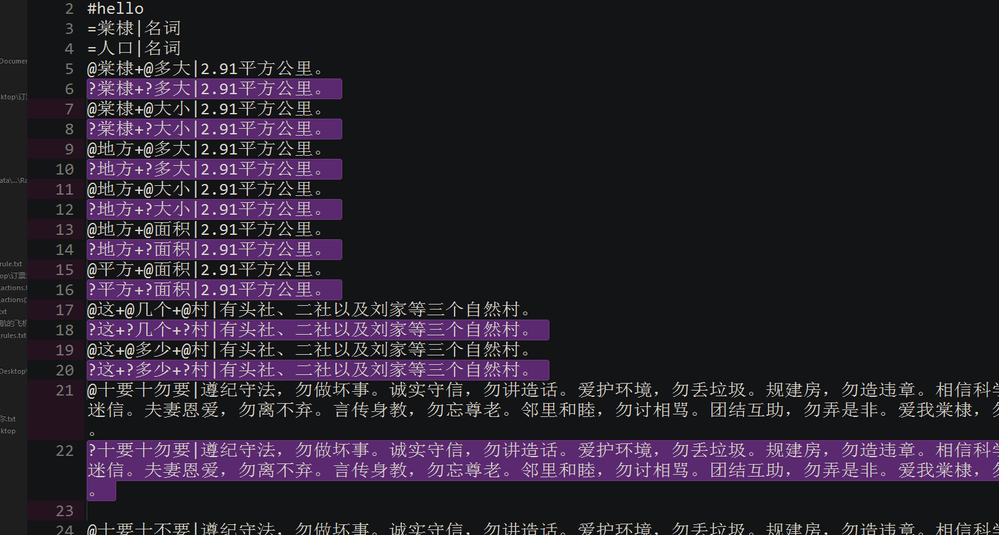 2 #hello
3 =棠棣|名词
4 =人口|名词
Documen
5 @棠棣+@多大|2.91平方公里。
6 ?棠棣+?多大|2.91平方公里。
ktop\订
7 @棠棣+@大小|2.91平方公里。
8 ?棠棣+?大小|2.91平方公里。
9 @地方+@多大|2.91平方公里。
10 ?地方+?多大|2.91平方公里。
ata\...\Ra
11 @地方+@大小|2.91平方公里。
12 ?地方+?大小|2.91平方公里。
13 @地方+@面积|2.91平方公里。
14 ?地方+?面积|2.91平方公里。
rule.txt
15 @平方+@面积|2.91平方公里。
op\订票
_actions.t
16 ?平方+?面积|2.91平方公里。
_actions(
17 @这+@几个+@村|有头社、二社以及刘家等三个自然村。
txt
航的飞机
18 ?这+?几个+?村|有头社、二社以及刘家等三个自然村。
_rules.txt
19 @这+@多少+@村|有头社、二社以及刘家等三个自然村。
20 ?这+?多少+?村|有头社、二社以及刘家等三个自然村。
Desktop\
21 @十要十勿要|遵纪守法，勿做坏事。诚实守信，勿讲造话。爱护环境，勿丢垃圾。规建房，勿造违章。相信科学
迷信。夫妻恩爱，勿离不弃。言传身教，勿忘尊老。邻里和睦，勿讨相骂。团结互助，勿弄是非。爱我棠棣，勿
。
你.txt
ktop
22 ?十要十勿要|遵纪守法，勿做坏事。诚实守信，勿讲造话。爱护环境，勿丢垃圾。规建房，勿造违章。相信科学
迷信。夫妻恩爱，勿离不弃。言传身教，勿忘尊老。邻里和睦，勿讨相骂。团结互助，勿弄是非。爱我棠棣，勿
。
23
24 @十要十不要|遵纪守法，勿做坏事。诚实守信，勿讲造话。爱护环境，勿丢垃圾。规建房，勿造违章。相信科学